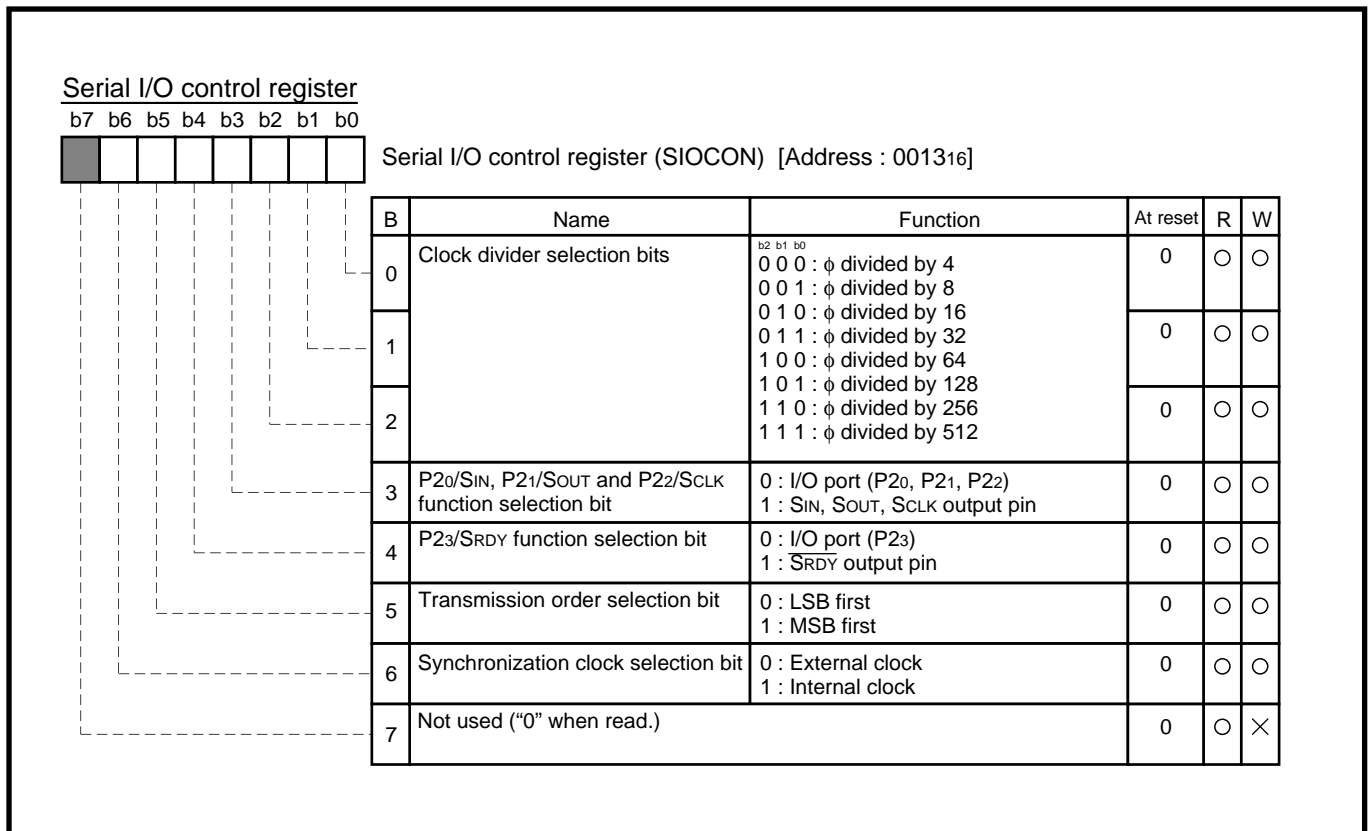 Serial I/O control register
b7 b6 b5 b4 b3 b2 b1 b0
Serial I/O control register (SIOCON) [Address : 001316]
B Name Function At reset R W
0 Clock divider selection bits b2 b1 b0 0 ○ ○
0 0 0 : ϕ divided by 4
0 0 1 : ϕ divided by 8
0 1 0 : ϕ divided by 16
1 0 1 1 : ϕ divided by 32 0 ○ ○
1 0 0 : ϕ divided by 64
1 0 1 : ϕ divided by 128
2 1 1 0 : ϕ divided by 256 0 ○ ○
1 1 1 : ϕ divided by 512
3 P20/SIN, P21/SOUT and P22/SCLK 0 : I/O port (P20, P21, P22) 0 ○ ○
function selection bit 1 : SIN, SOUT, SCLK output pin
4 P23/SRDY function selection bit 0 : I/O port (P23) 0 ○ ○
1 : SRDY output pin
5 Transmission order selection bit 0 : LSB first 0 ○ ○
1 : MSB first
6 Synchronization clock selection bit 0 : External clock 0 ○ ○
1 : Internal clock
7 Not used (“0” when read.) 0 ○ ×